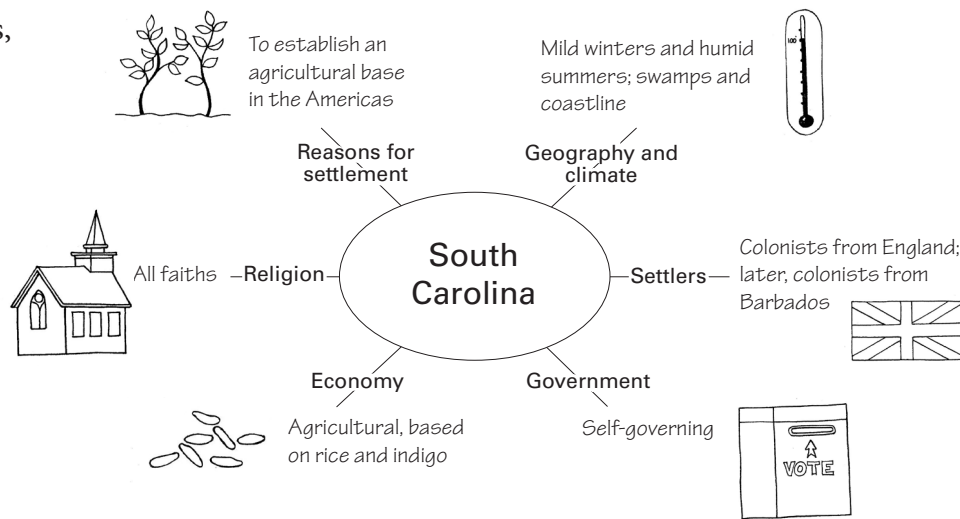 s,
To establish an
agricultural base
in the Americas
Mild winters and humid
summers; swamps and
coastline
100°
Reasons for
settlement
Geography and
climate
All faiths
Religion
South
Carolina
Settlers
Colonists from England;
later, colonists from
Barbados
Economy
Agricultural, based
on rice and indigo
Government
Self-governing
VOTE